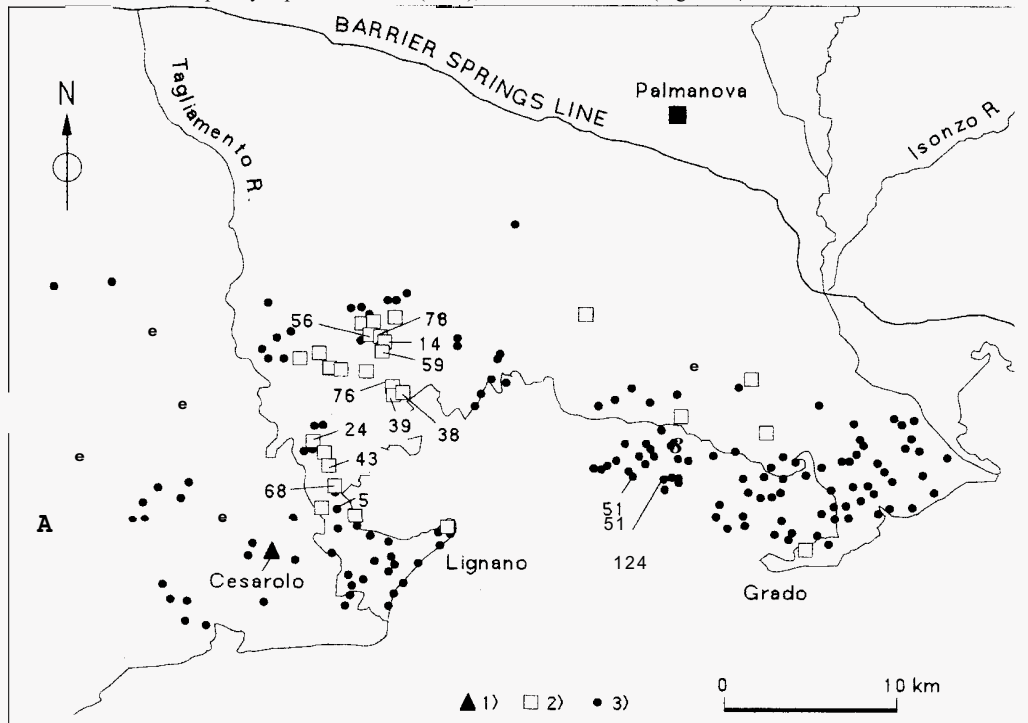 BARRIER SPRINGS LINE
Palmanova
N
Tagliamento R.
Isonzo R
e
56
78
14
59
e
76
39
38
e
24
43
8
68
e
5
51
51
A
e
124
Cesarolo
Lignano
Grado
1) 2) 3)
0 10 km